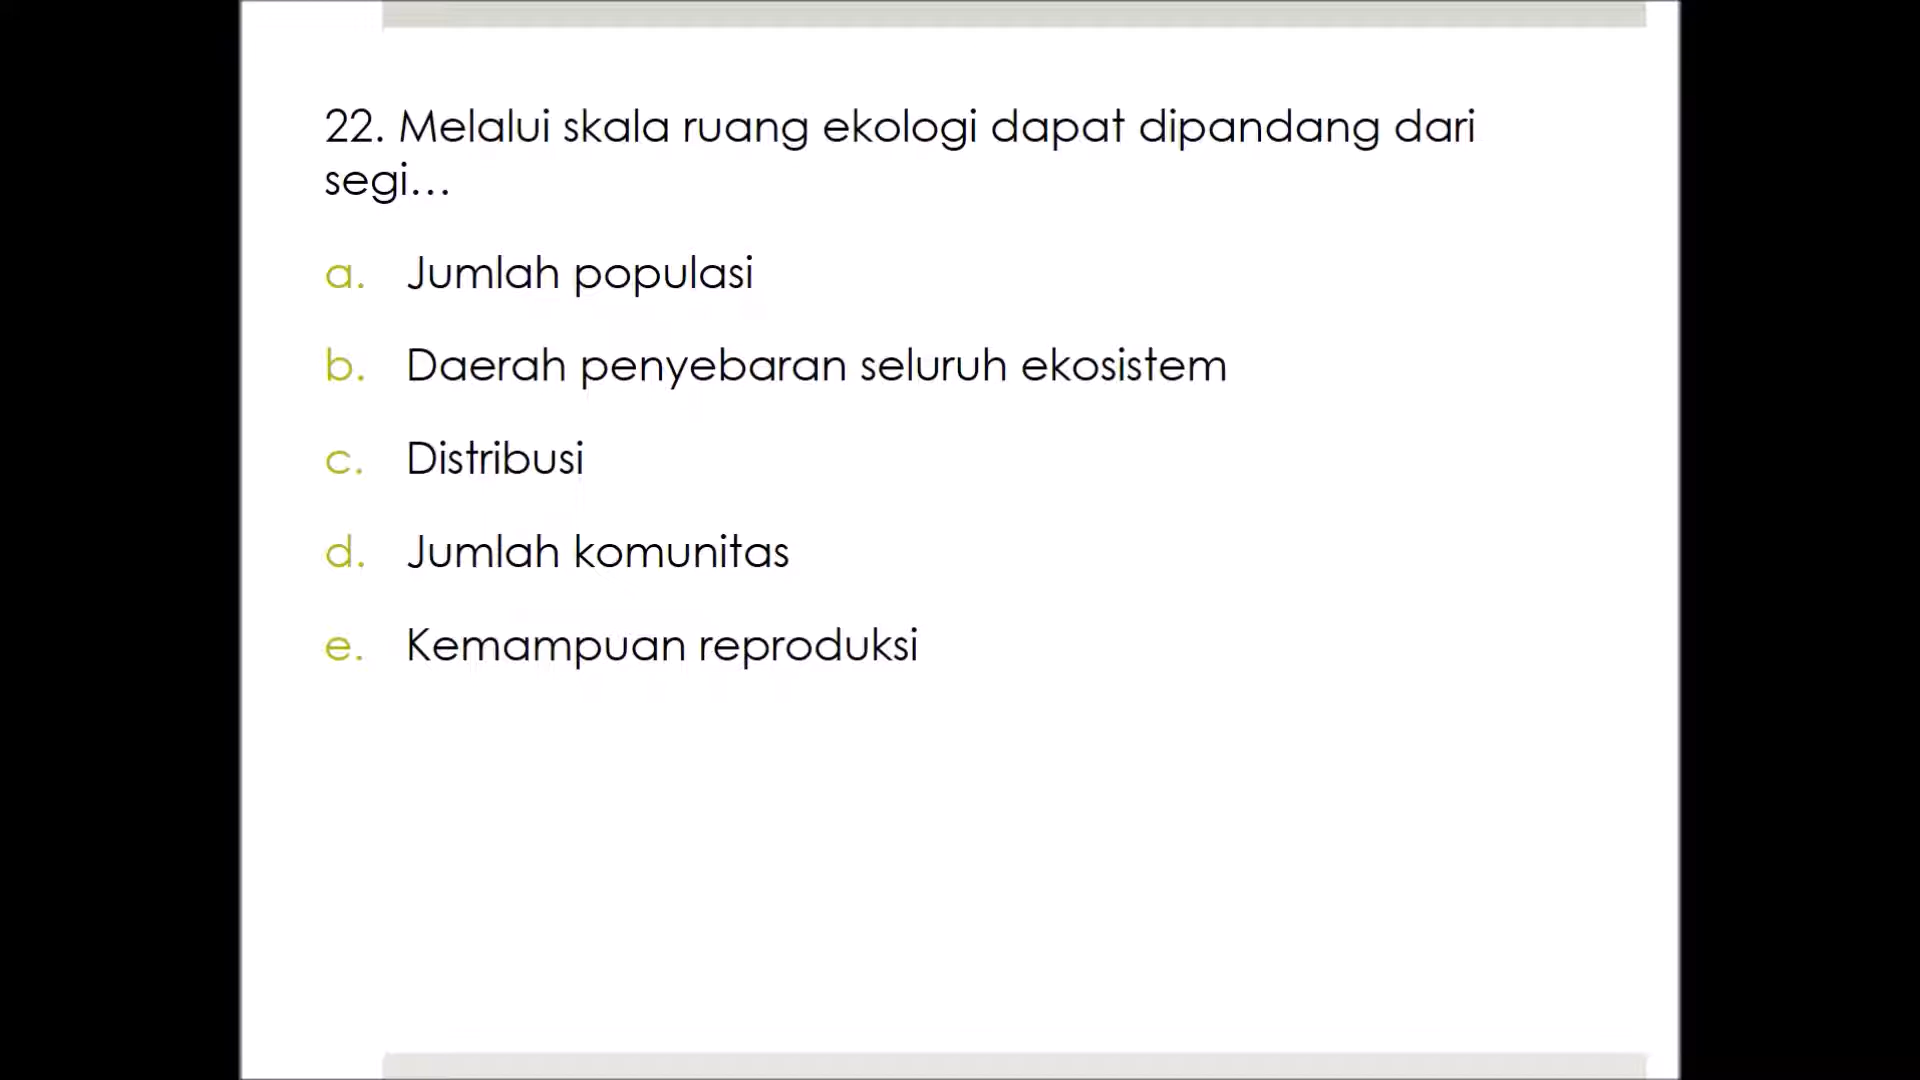 22. Melalui skala ruang ekologi dapat dipandang dari
segi...
a. Jumlah populasi
b. Daerah penyebaran seluruh ekosistem
c. Distribusi
d. Jumlah komunitas
e. Kemampuan reproduksi